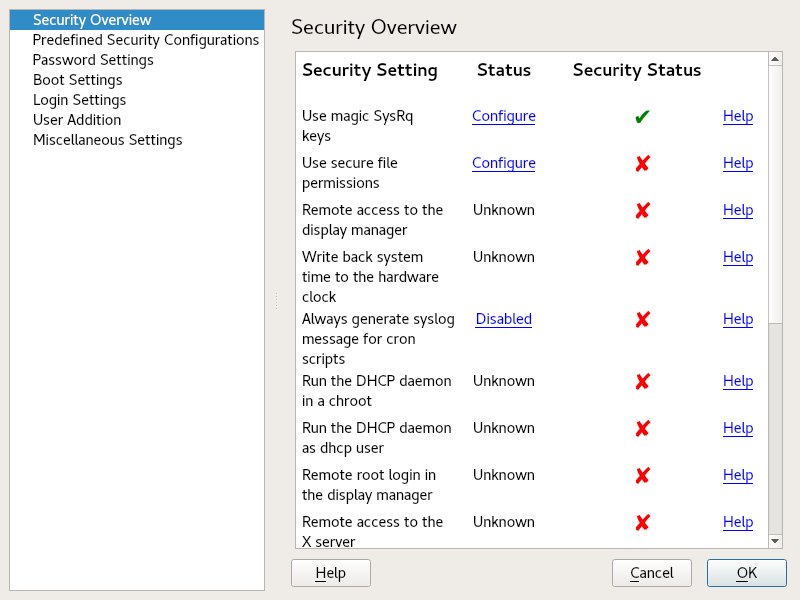 Security Overview
Predefined Security Configurations
Password Settings
Boot Settings
Login Settings
User Addition
Miscellaneous Settings
Security Overview
Security Setting Status Security Status
Use magic SysRq Configure ✔ Help
keys
Use secure file Configure ✘ Help
permissions
Remote access to the Unknown ✘ Help
display manager
Write back system Unknown ✘ Help
time to the hardware
clock
Always generate syslog Disabled ✘ Help
message for cron
scripts
Run the DHCP daemon Unknown ✘ Help
in a chroot
Run the DHCP daemon Unknown ✘ Help
as dhcp user
Remote root login in Unknown ✘ Help
the display manager
Remote access to the Unknown ✘ Help
X server
Help Cancel OK